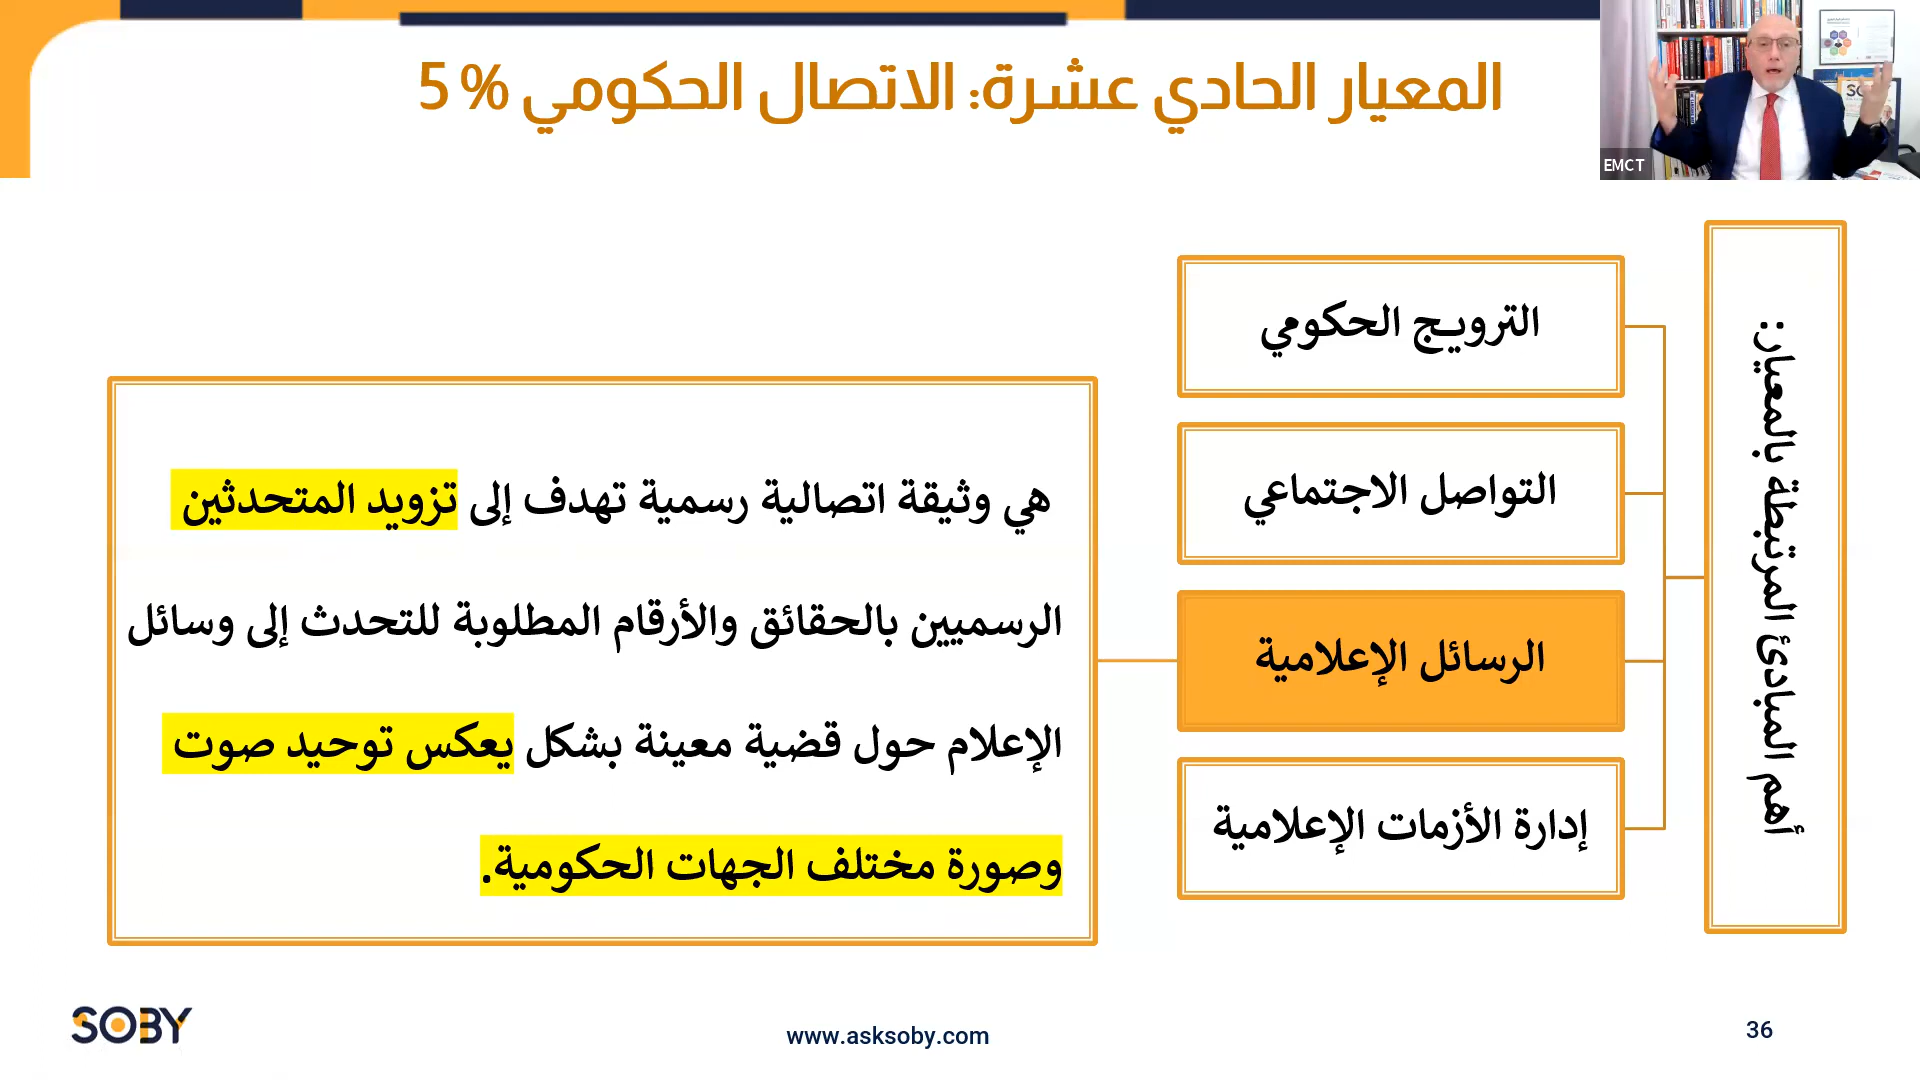 المعيار الحادي عشرة: الاتصال الحكومي % 5
EMCT
أهم المبادئ المرتبطة بالمعيار:
الترويج الحكومي
التواصل الاجتماعي
الرسائل الإعلامية
إدارة الأزمات الإعلامية
هي وثيقة اتصالية رسمية تهدف إلى تزويد المتحدثين
الرسميين بالحقائق والأرقام المطلوبة للتحدث إلى وسائل
الإعلام حول قضية معينة بشكل يعكس توحيد صوت
وصورة مختلف الجهات الحكومية.
SOBY
www.asksoby.com
36